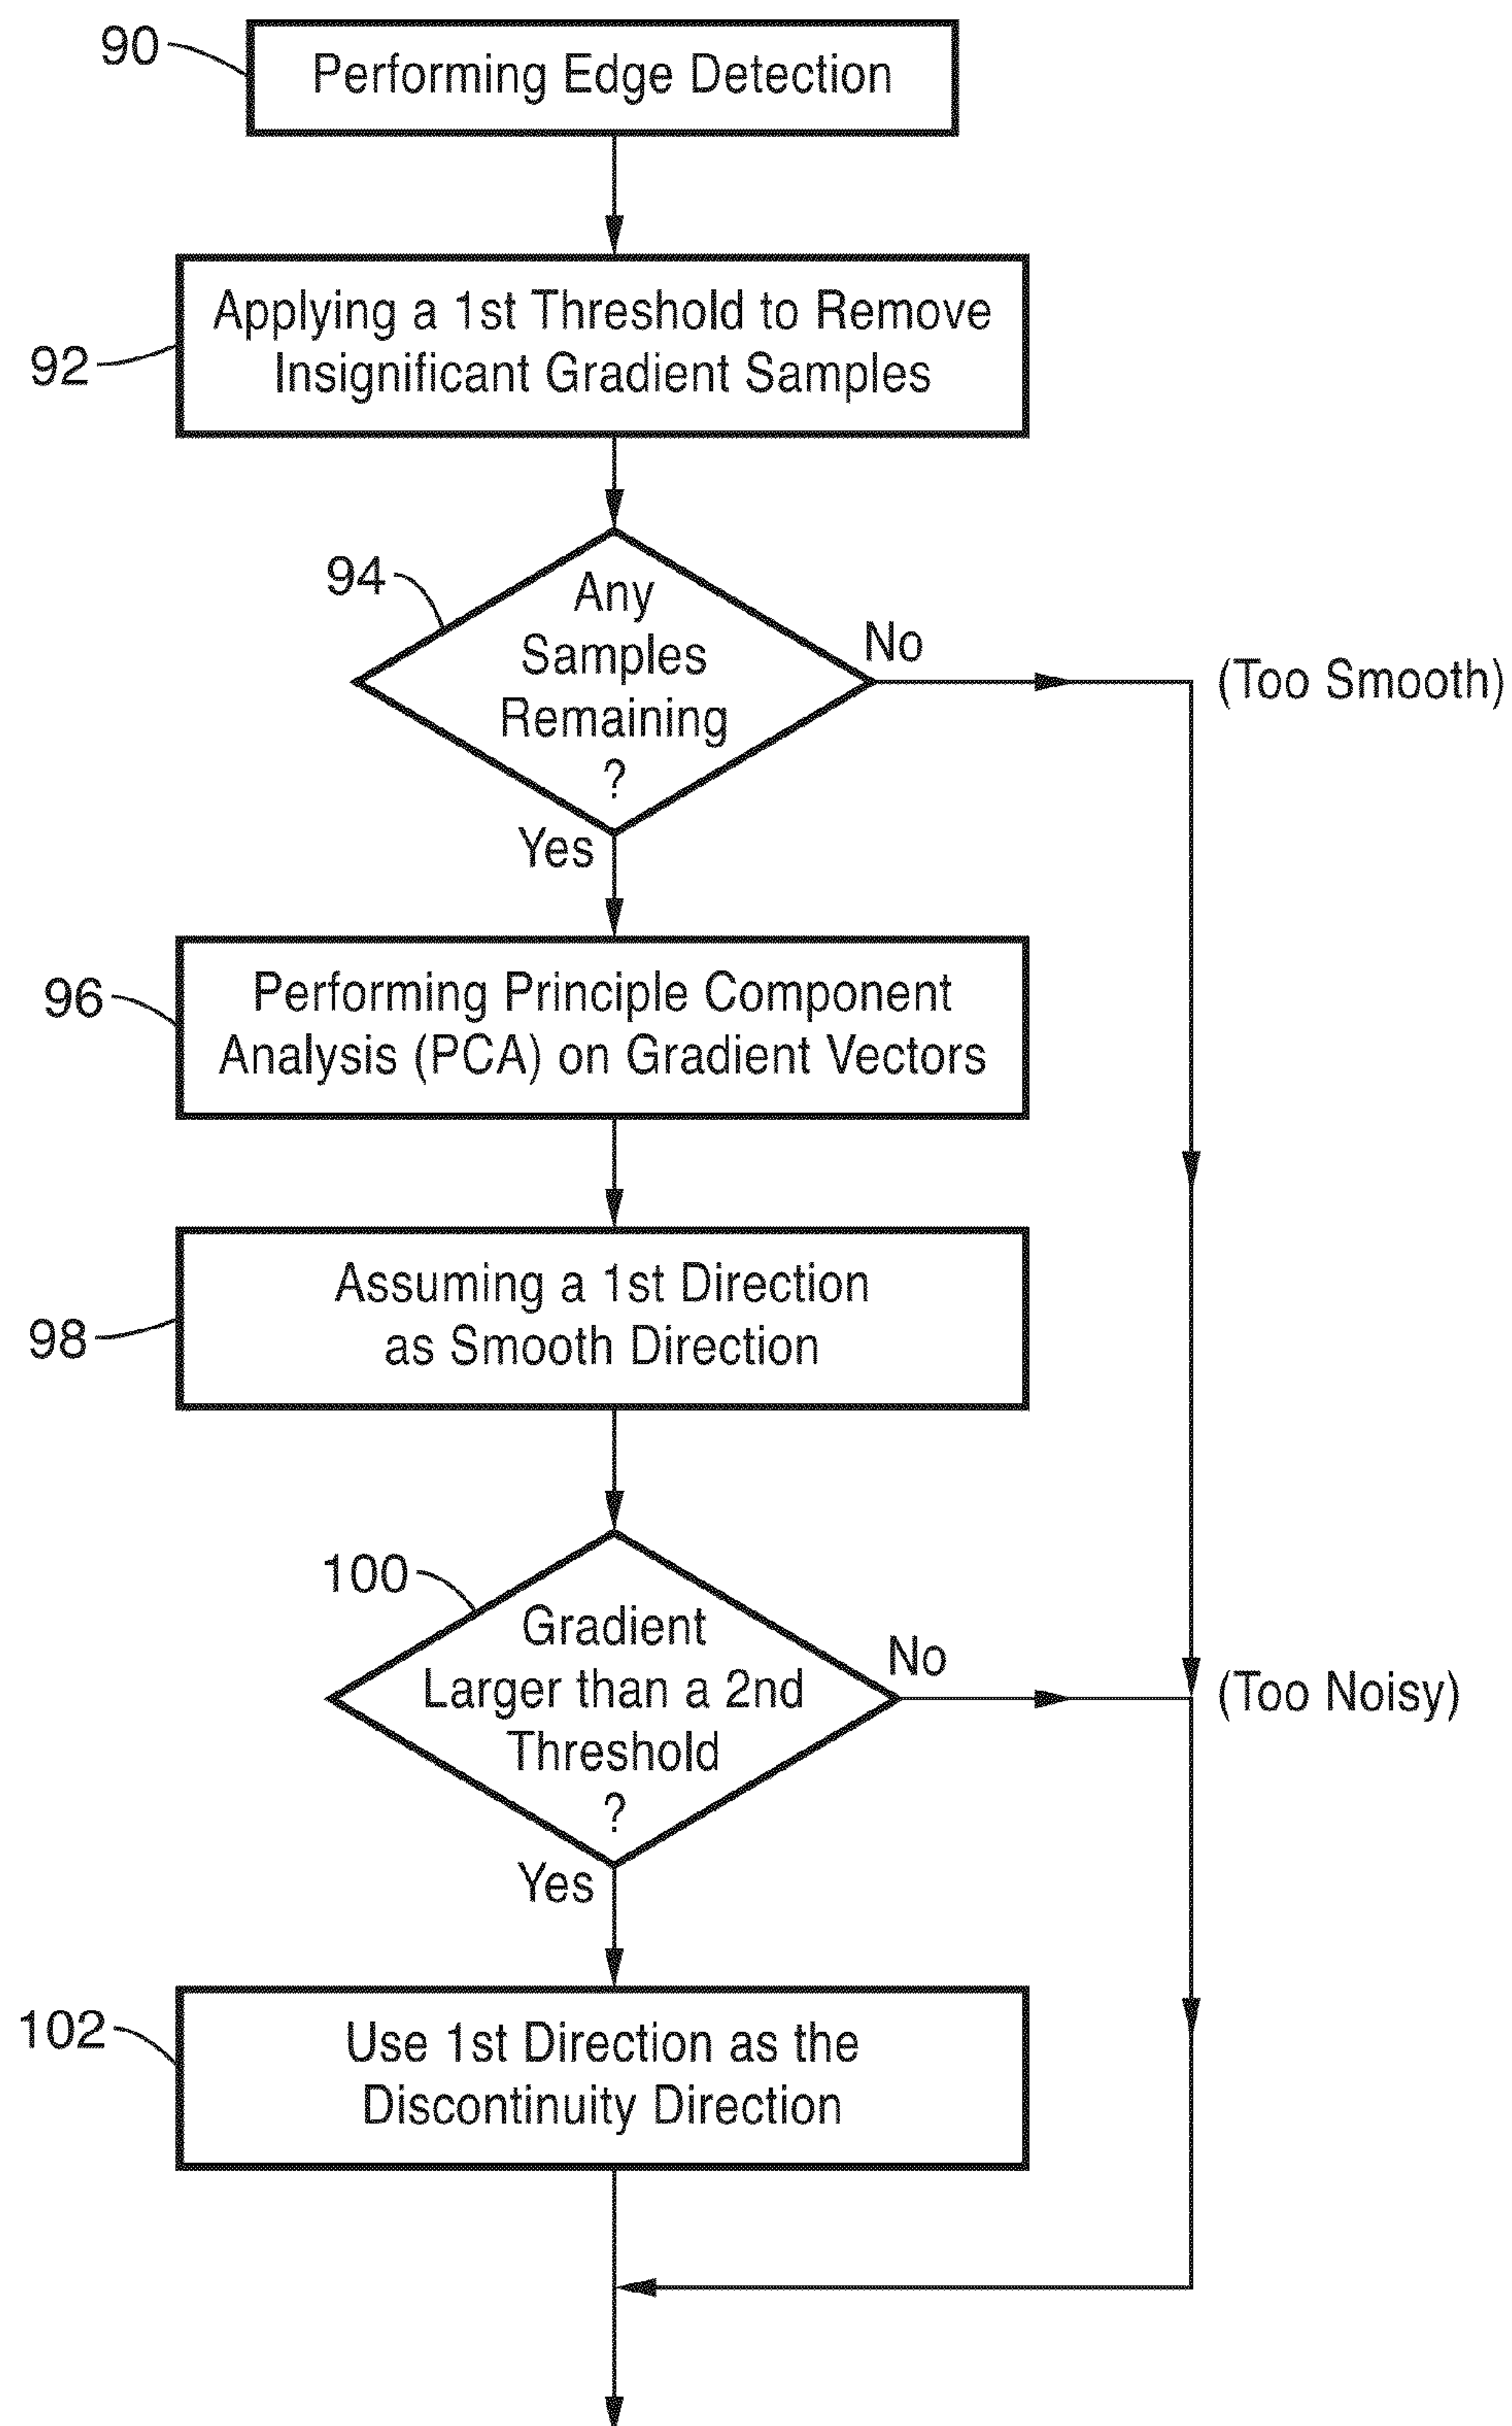 90
Performing Edge Detection
92
Applying a 1st Threshold to Remove
Insignificant Gradient Samples
94
Any
Samples
Remaining
?
No
(Too Smooth)
Yes
96
Performing Principle Component
Analysis (PCA) on Gradient Vectors
98
Assuming a 1st Direction
as Smooth Direction
100
Gradient
Larger than a 2nd
Threshold
?
No
(Too Noisy)
Yes
102
Use 1st Direction as the
Discontinuity Direction